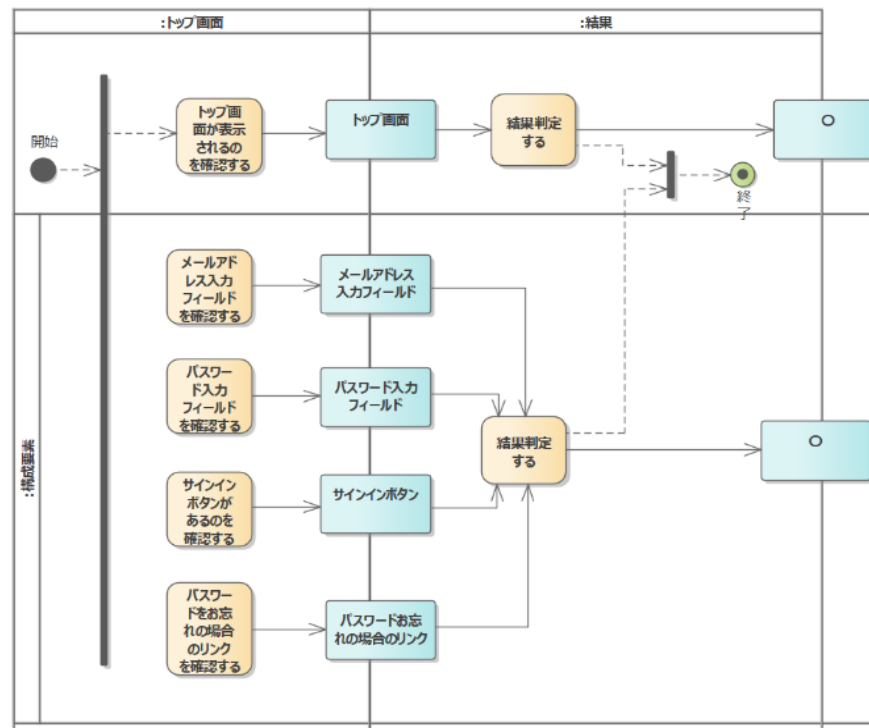 :トップ画面
:結果
開始
トップ画
面が表示
されるの
を確認する
トップ画面
結果判定
する
○
終
了
:構成要素
メールアド
レス入力
フィールド
を確認する
メールアドレス
入力フィールド
パスワー
ド入力
フィールド
を確認する
パスワード入力
フィールド
結果判定
する
○
サインイン
ボタンが
あるのを
確認する
サインインボタン
パスワー
ドをお忘
れの場合
のリンク
を確認する
パスワードお忘
れの場合のリンク